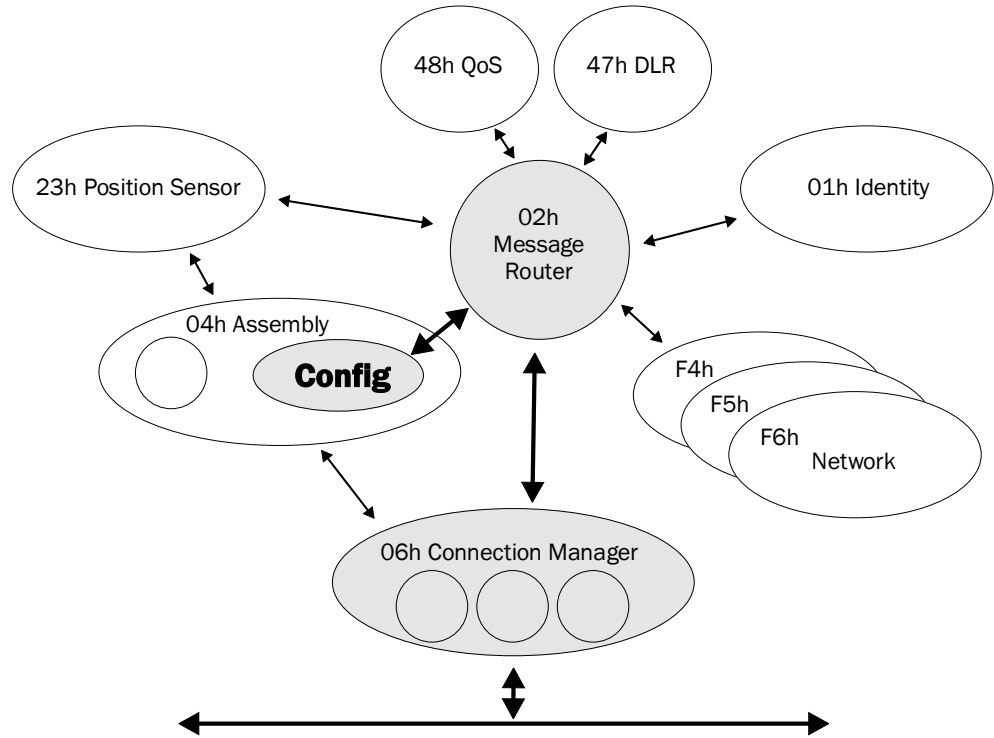 48h QoS
47h DLR
23h Position Sensor
01h Identity
02h
Message
Router
04h Assembly
Config
F4h
F5h
F6h
Network
06h Connection Manager